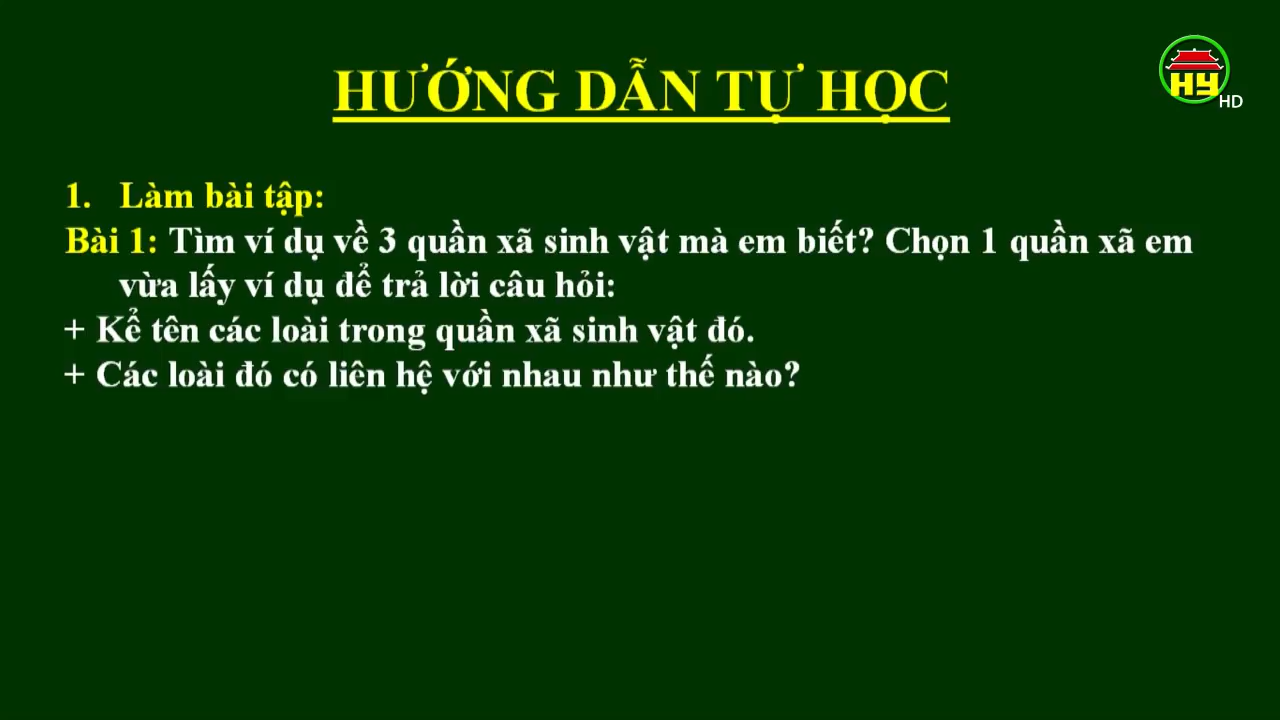 HY
HD
HƯỚNG DẪN TỰ HỌC
1. Làm bài tập:
Bài 1: Tìm ví dụ về 3 quần xã sinh vật mà em biết? Chọn 1 quần xã em
vừa lấy ví dụ để trả lời câu hỏi:
+ Kể tên các loài trong quần xã sinh vật đó.
+ Các loài đó có liên hệ với nhau như thế nào?